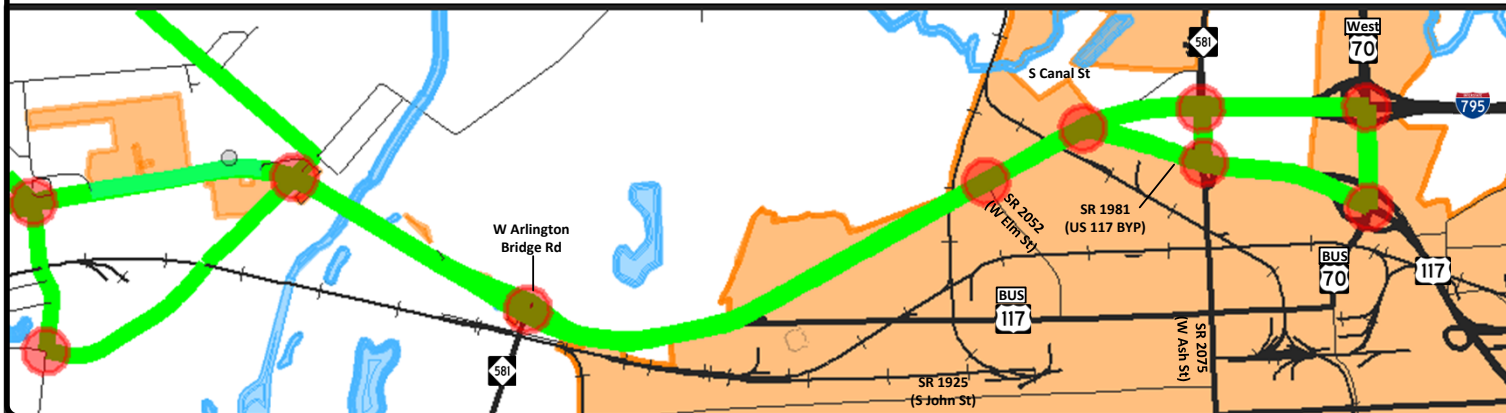 581
West
70
S Canal St
795
W Arlington
Bridge Rd
SR 2052
(W Elm St)
SR 1981
(US 117 BYP)
BUS
70
117
BUS
117
SR 2075
(W Ash St)
581
SR 1925
(S John St)